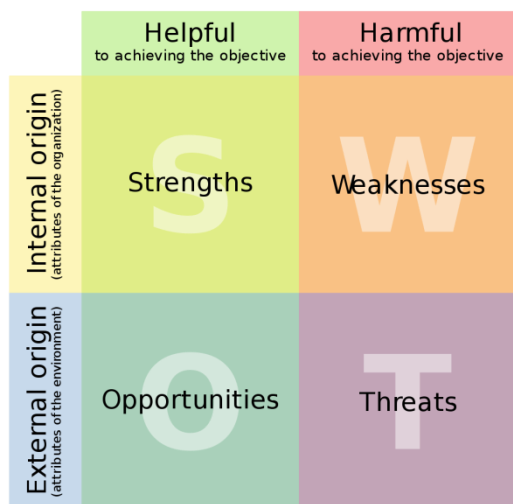 Helpful
to achieving the objective
Harmful
to achieving the objective
Internal origin
(attributes of the organization)
S
Strengths
W
Weaknesses
External origin
(attributes of the environment)
O
Opportunities
T
Threats